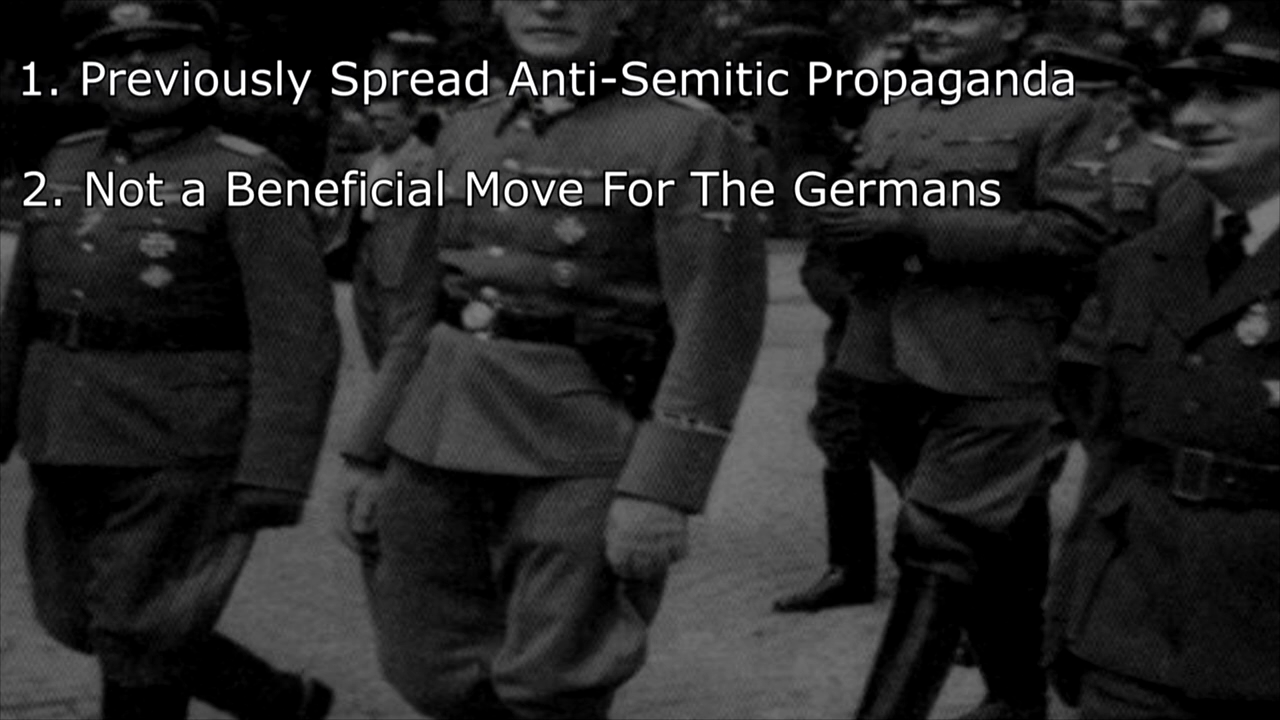 1. Previously Spread Anti-Semitic Propaganda
2. Not a Beneficial Move For The Germans